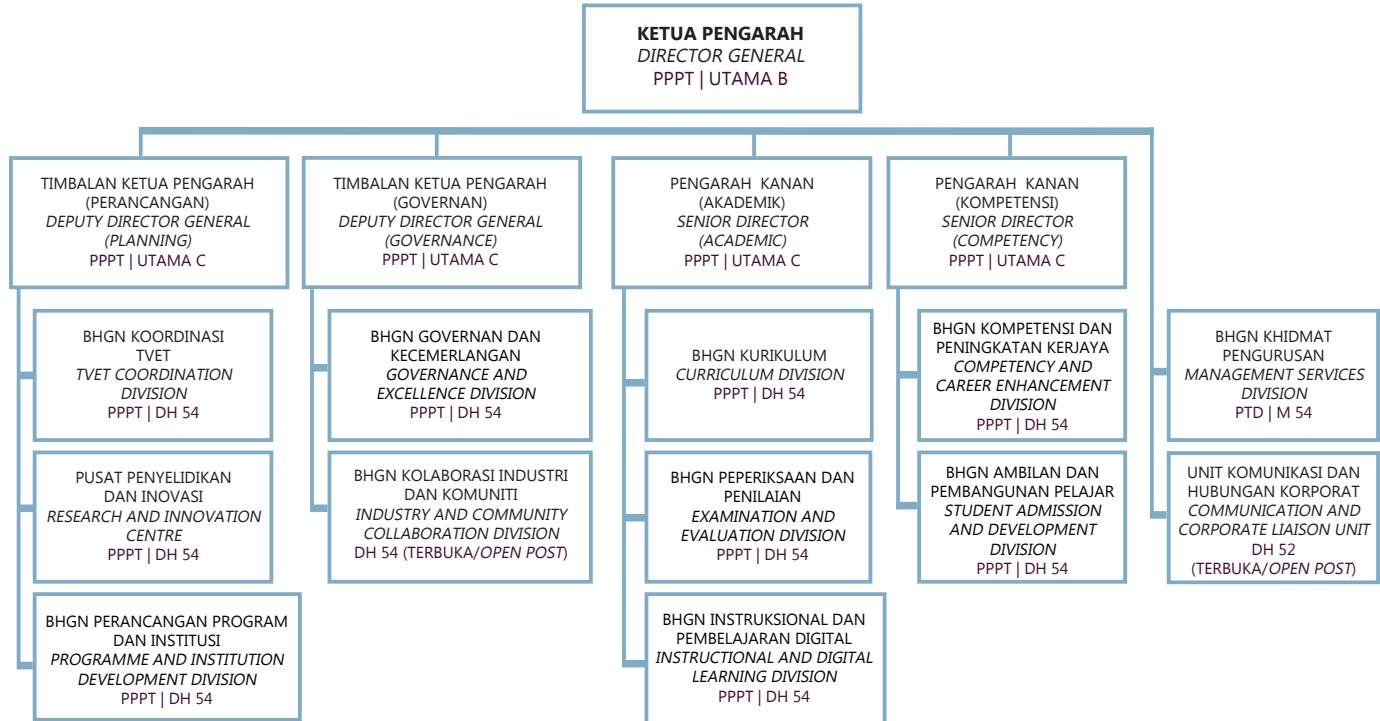 KETUA PENGARAH
DIRECTOR GENERAL
PPPT | UTAMA B
TIMBALAN KETUA PENGARAH
(PERANCANGAN)
DEPUTY DIRECTOR GENERAL
(PLANNING)
PPPT | UTAMA C
BHGN KOORDINASI
TVET
TVET COORDINATION
DIVISION
PPPT | DH 54
PUSAT PENYELIDIKAN
DAN INOVASI
RESEARCH AND INNOVATION
CENTRE
PPPT | DH 54
BHGN PERANCANGAN PROGRAM
DAN INSTITUSI
PROGRAMME AND INSTITUTION
DEVELOPMENT DIVISION
PPPT | DH 54
TIMBALAN KETUA PENGARAH
(GOVERNAN)
DEPUTY DIRECTOR GENERAL
(GOVERNANCE)
PPPT | UTAMA C
BHGN GOVERNAN DAN
KECEMERLANGAN
GOVERNANCE AND
EXCELLENCE DIVISION
PPPT | DH 54
BHGN KOLABORASI INDUSTRI
DAN KOMUNITI
INDUSTRY AND COMMUNITY
COLLABORATION DIVISION
DH 54 (TERBUKA/OPEN POST)
PENGARAH KANAN
(AKADEMIK)
SENIOR DIRECTOR
(ACADEMIC)
PPPT | UTAMA C
BHGN KURIKULUM
CURRICULUM DIVISION
PPPT | DH 54
BHGN PEPERIKSAAN DAN
PENILAIAN
EXAMINATION AND
EVALUATION DIVISION
PPPT | DH 54
BHGN INSTRUKSIONAL DAN
PEMBELAJARAN DIGITAL
INSTRUCTIONAL AND DIGITAL
LEARNING DIVISION
PPPT | DH 54
PENGARAH KANAN
(KOMPETENSI)
SENIOR DIRECTOR
(COMPETENCY)
PPPT | UTAMA C
BHGN KOMPETENSI DAN
PENINGKATAN KERJAYA
COMPETENCY AND
CAREER ENHANCEMENT
DIVISION
PPPT | DH 54
BHGN AMBILAN DAN
PEMBANGUNAN PELAJAR
STUDENT ADMISSION
AND DEVELOPMENT
DIVISION
PPPT | DH 54
BHGN KHIDMAT
PENGURUSAN
MANAGEMENT SERVICES
DIVISION
PTD | M 54
UNIT KOMUNIKASI DAN
HUBUNGAN KORPORAT
COMMUNICATION AND
CORPORATE LIAISON UNIT
DH 52
(TERBUKA/OPEN POST)